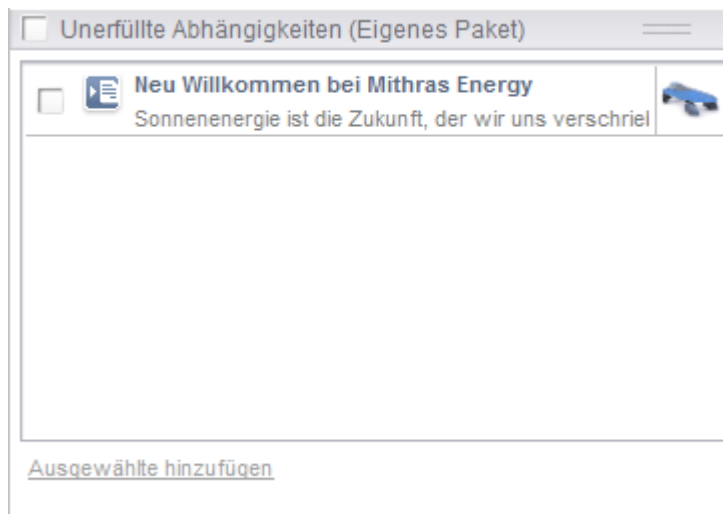 Unerfüllte Abhängigkeiten (Eigenes Paket)
Neu Willkommen bei Mithras Energy
Sonnenenergie ist die Zukunft, der wir uns verschriel
Ausgewählte hinzufügen